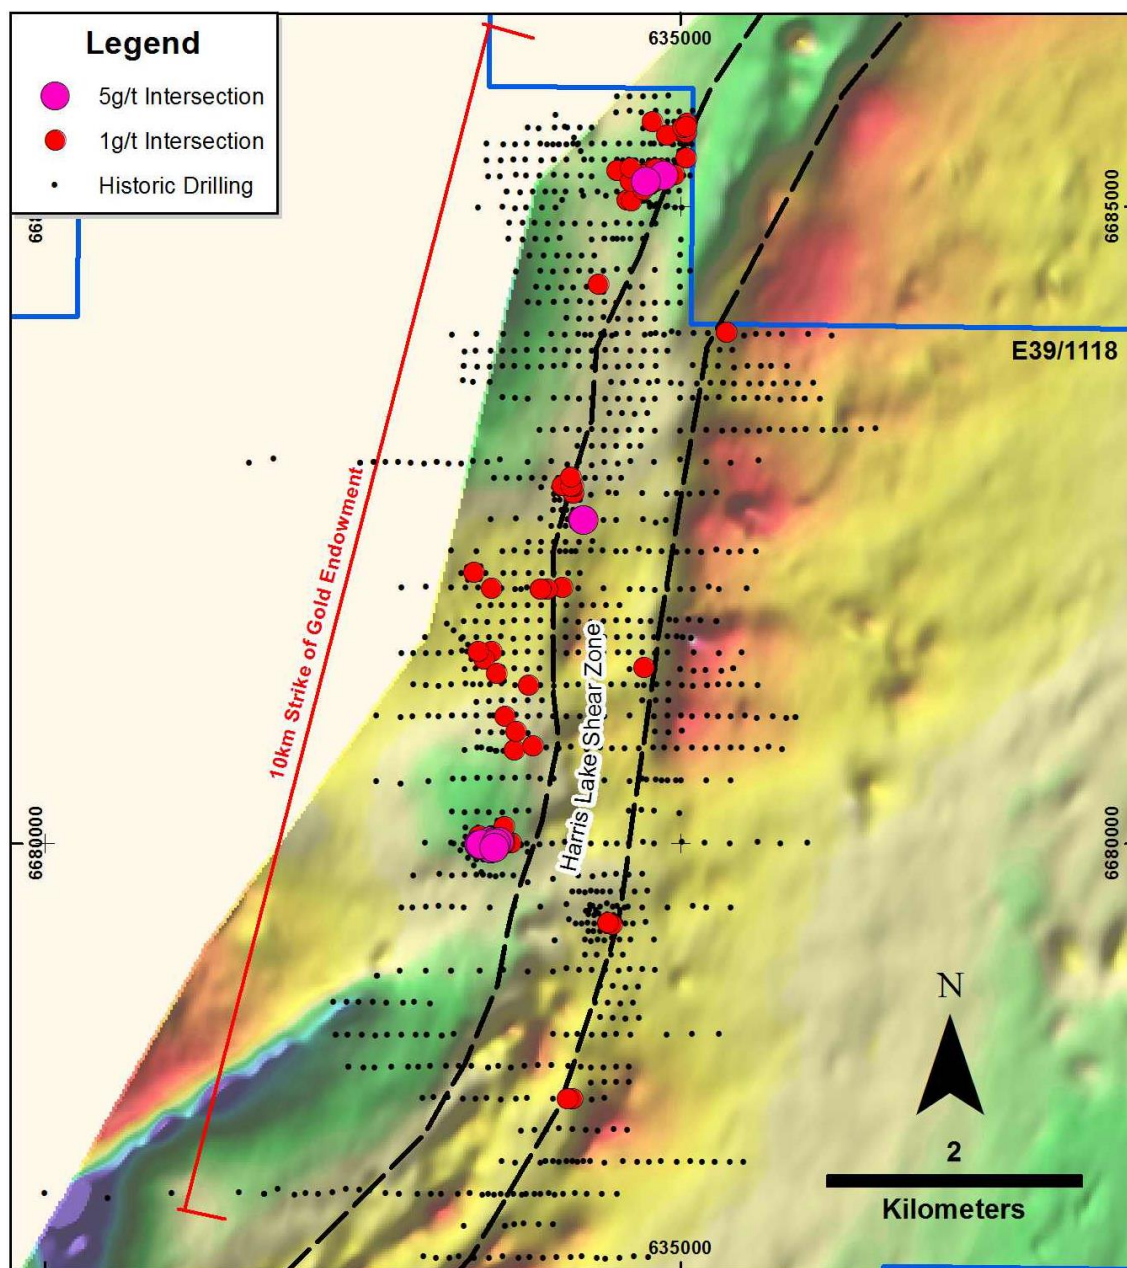 Legend
5g/t Intersection
1g/t Intersection
Historic Drilling
635000
668
6685000
E39/1118
10km Strike of Gold Endowment
Harris Lake Shear Zone
6680000
6680000
N
2
Kilometers
635000